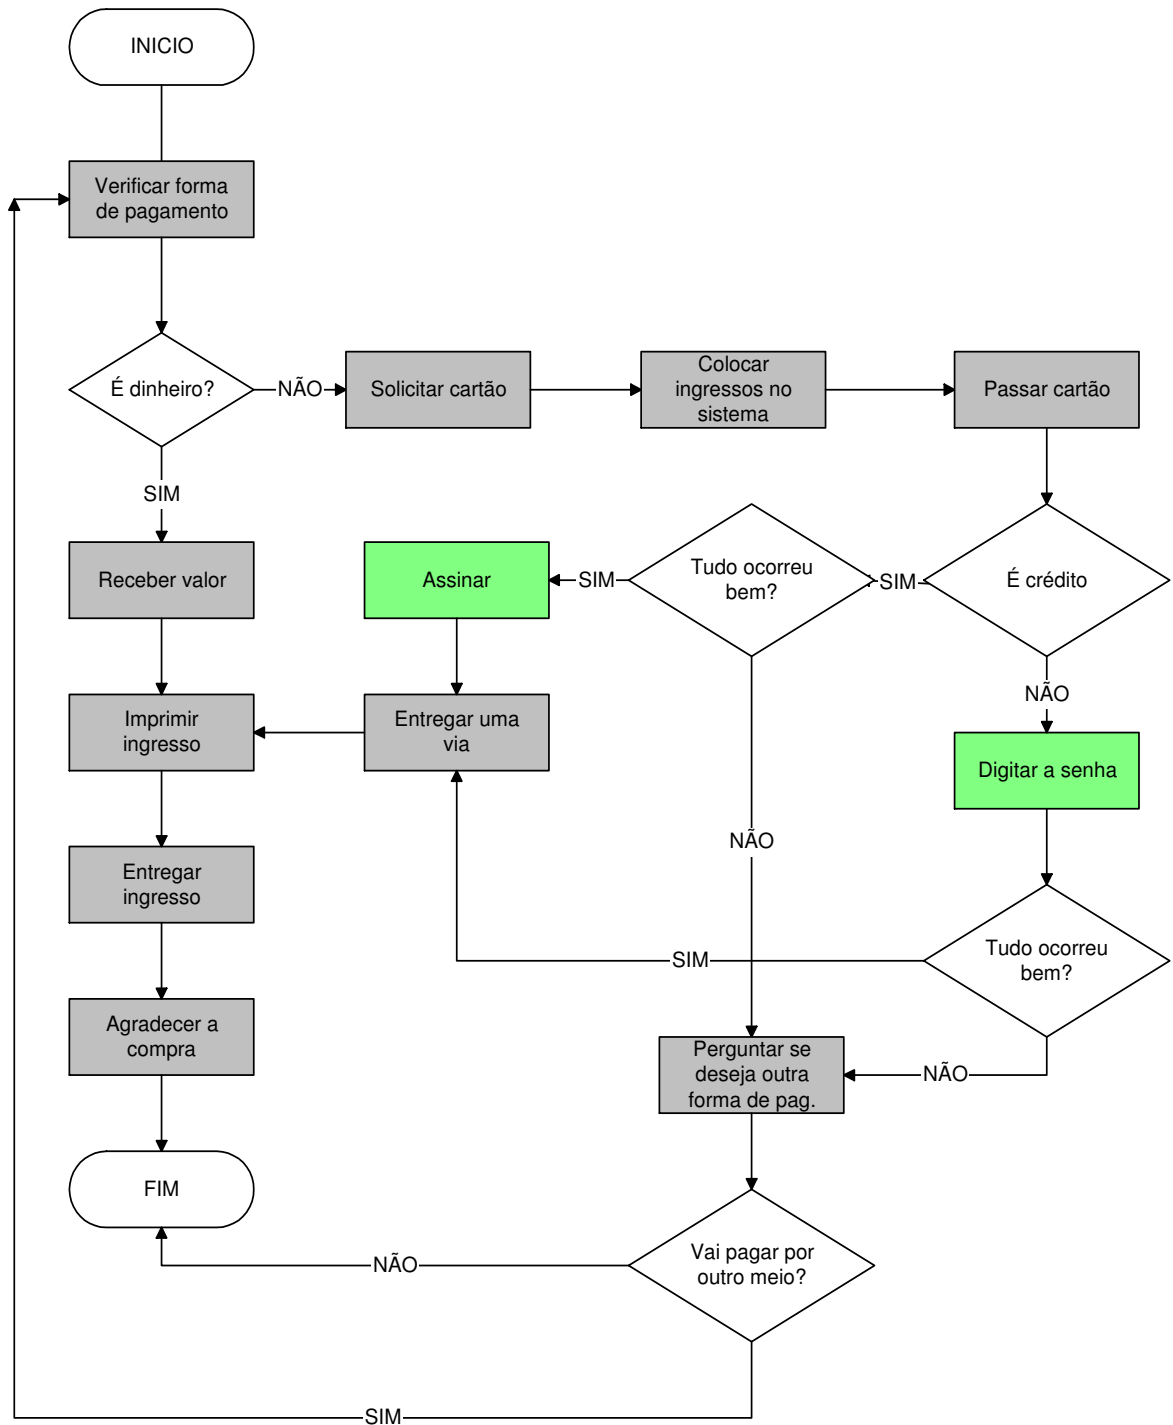 INICIO
Verificar forma
de pagamento
É dinheiro?
NÃO
Solicitar cartão
Colocar
ingressos no
sistema
Passar cartão
SIM
Receber valor
Assinar
SIM
Tudo ocorreu
bem?
SIM
É crédito
NÃO
Imprimir
ingresso
Entregar uma
via
Digitar a senha
NÃO
Entregar
ingresso
SIM
Tudo ocorreu
bem?
Agradecer a
compra
Perguntar se
deseja outra
forma de pag.
NÃO
FIM
NÃO
Vai pagar por
outro meio?
SIM